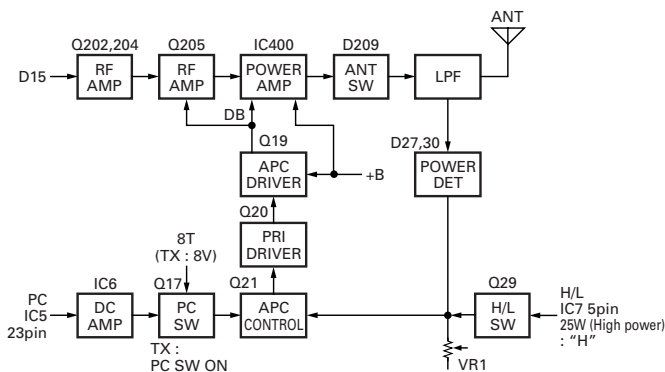 ANT
Q202,204
Q205
IC400
D209
D15
RF
AMP
RF
AMP
POWER
AMP
ANT
SW
LPF
DB
Q19
D27,30
APC
DRIVER
+B
POWER
DET
Q20
PRI
DRIVER
8T
(TX : 8V)
IC6
Q17
Q21
Q29
PC
IC5
23pin
DC
AMP
PC
SW
APC
CONTROL
H/L
SW
H/L
IC7 5pin
25W (High power)
: “H”
TX :
PC SW ON
VR1